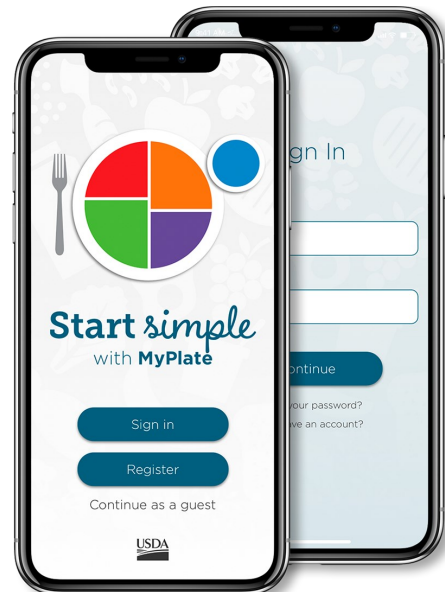 Start simple
with MyPlate
Sign in
Register
Continue as a guest
USDA
gn In
ontinue
your password?
ve an account?